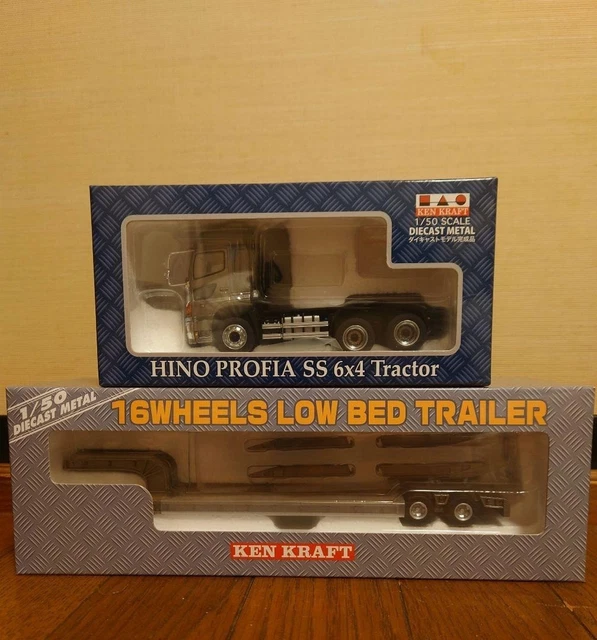 KEN KRAFT
1/50 SCALE
DIECAST METAL
ダイキャストモデル完成品
HINO PROFIA SS 6x4 Tractor
1/50
DIECAST METAL
16WHEELS LOW BED TRAILER
KEN KRAFT